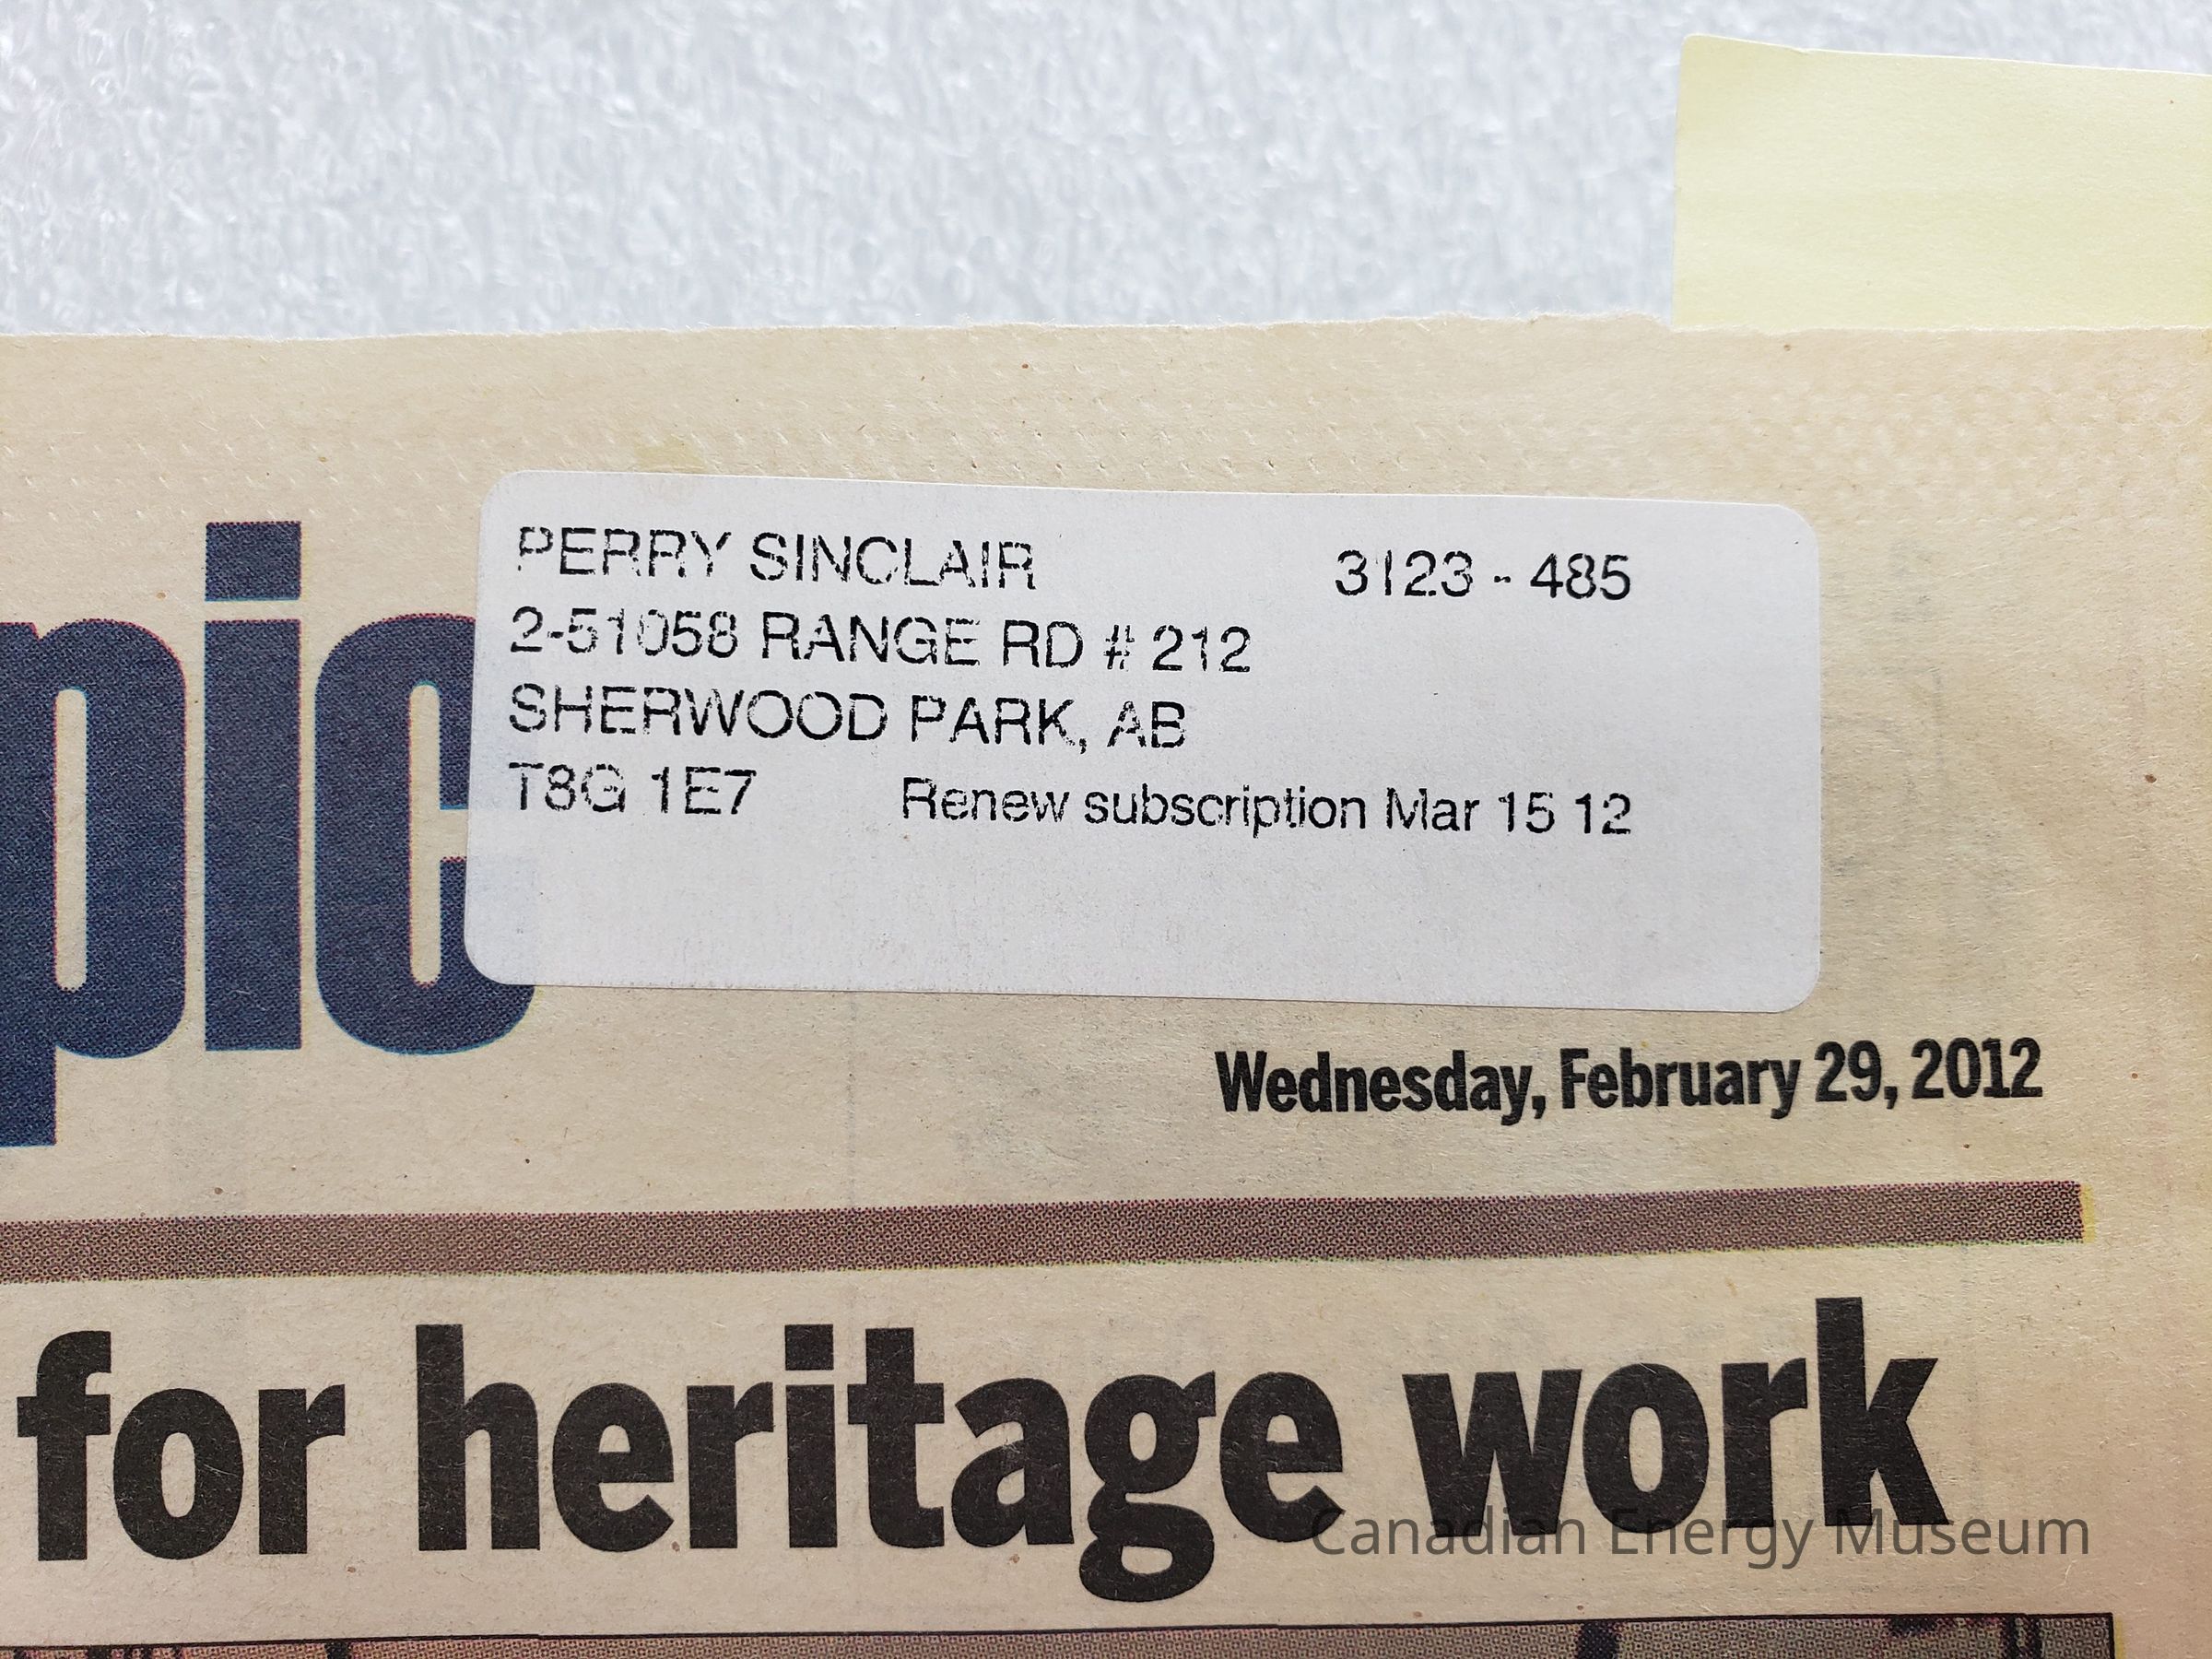 PERRY SINCLAIR 3123 - 485
2-51058 RANGE RD # 212
SHERWOOD PARK, AB
T8G 1E7 Renew subscription Mar 15 12
pic
Wednesday, February 29, 2012
for heritage work
Canadian Energy Museum